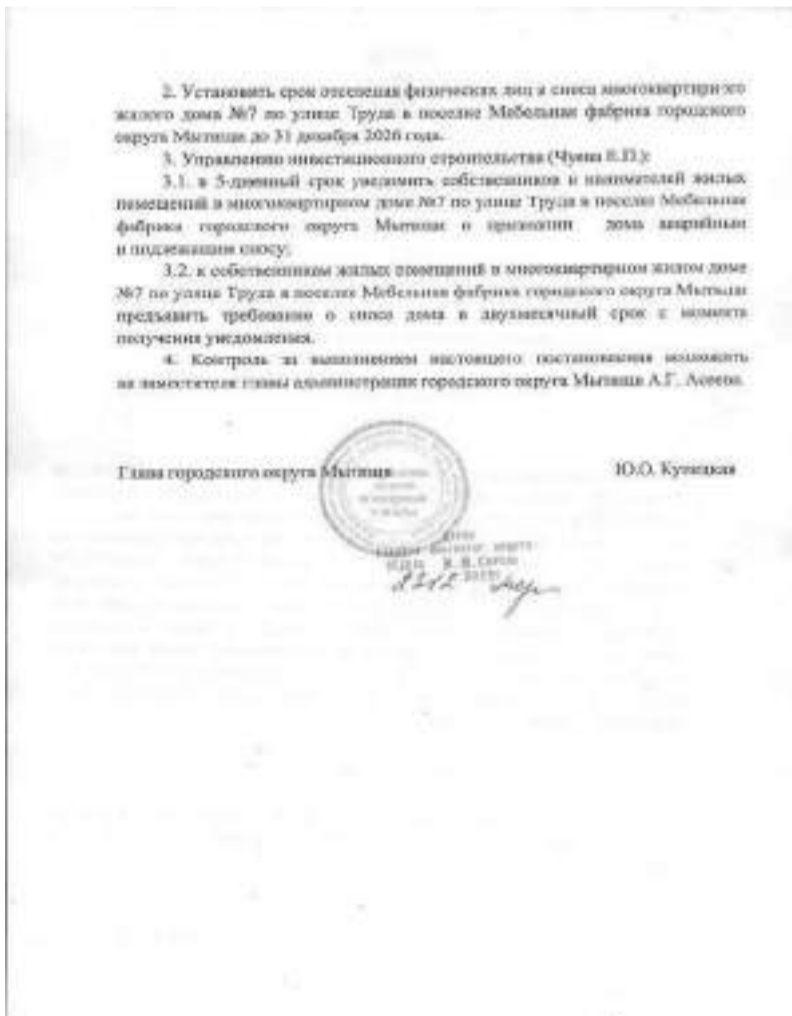 2. Установить срок отселения физических лиц и сноса многоквартирного
жилого дома №7 по улице Труда в поселке Мебельная фабрика городского
округа Мытищи до 31 декабря 2026 года.
3. Управлению инвестиционного строительства (Чуева Е.П.):
3.1. в 5-дневный срок уведомить собственников и нанимателей жилых
помещений в многоквартирном доме №7 по улице Труда в поселке Мебельная
фабрика городского округа Мытищи о признании дома аварийным
и подлежащим сносу;
3.2. к собственникам жилых помещений в многоквартирном жилом доме
№7 по улице Труда в поселке Мебельная фабрика городского округа Мытищи
предъявить требование о сносе дома в двухмесячный срок с момента
получения уведомления.
4. Контроль за выполнением настоящего постановления возложить
на заместителя главы администрации городского округа Мытищи А.Г.
Глава городского округа Мытищи
Ю.О. Купецкая